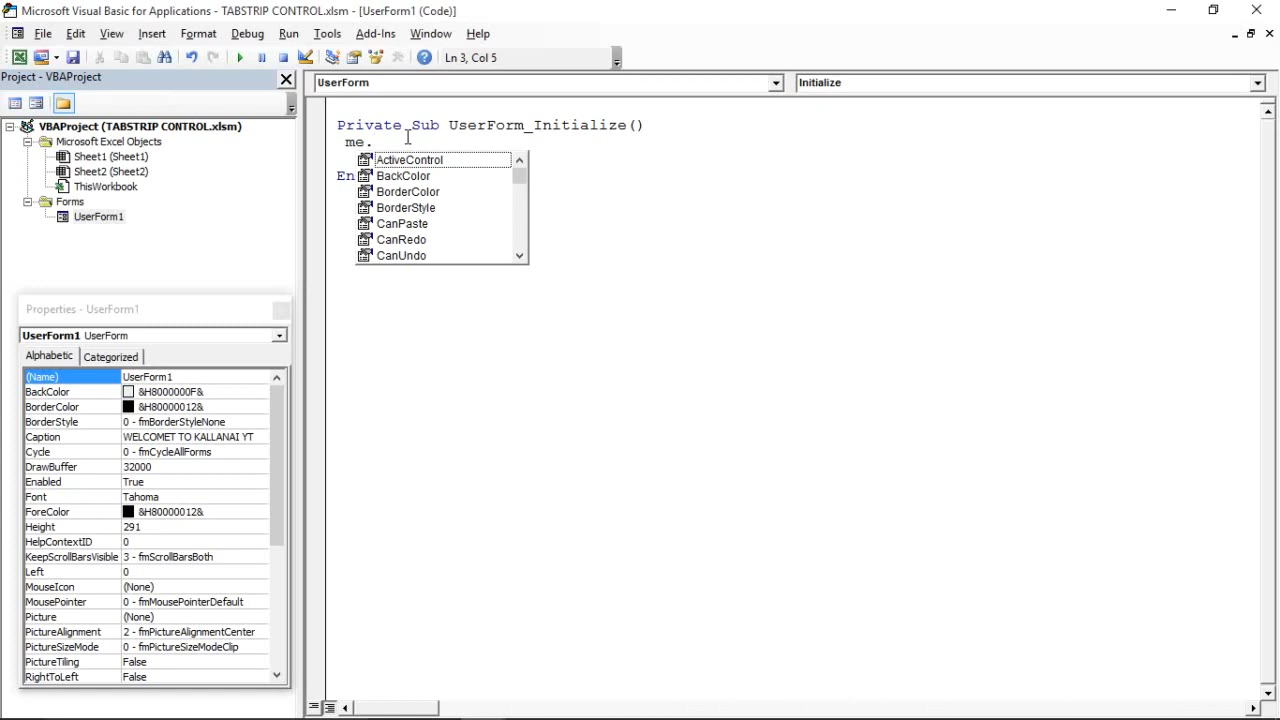 Microsoft Visual Basic for Applications - TABSTRIP CONTROL.xlsm - [UserForm1 (Code)]
File Edit View Insert Format Debug Run Tools Add-Ins Window Help
Ln 3, Col 5
Project - VBAProject
VBAProject (TABSTRIP CONTROL.xlsm)
Microsoft Excel Objects
Sheet1 (Sheet1)
Sheet2 (Sheet2)
ThisWorkbook
Forms
UserForm1
Properties - UserForm1
UserForm1 UserForm
Alphabetic Categorized
(Name) UserForm1
BackColor &H8000000F&
BorderColor &H80000012&
BorderStyle 0 - fmBorderStyleNone
Caption WELCOMET TO KALLANAI YT
Cycle 0 - fmCycleAllForms
DrawBuffer 32000
Enabled True
Font Tahoma
ForeColor &H80000012&
Height 291
HelpContextID 0
KeepScrollBarsVisible 3 - fmScrollBarsBoth
Left 0
MouseIcon (None)
MousePointer 0 - fmMousePointerDefault
Picture (None)
PictureAlignment 2 - fmPictureAlignmentCenter
PictureSizeMode 0 - fmPictureSizeModeClip
PictureTiling False
RightToLeft False
UserForm Initialize
Private Sub UserForm_Initialize()
me.
En
ActiveControl
BackColor
BorderColor
BorderStyle
CanPaste
CanRedo
CanUndo